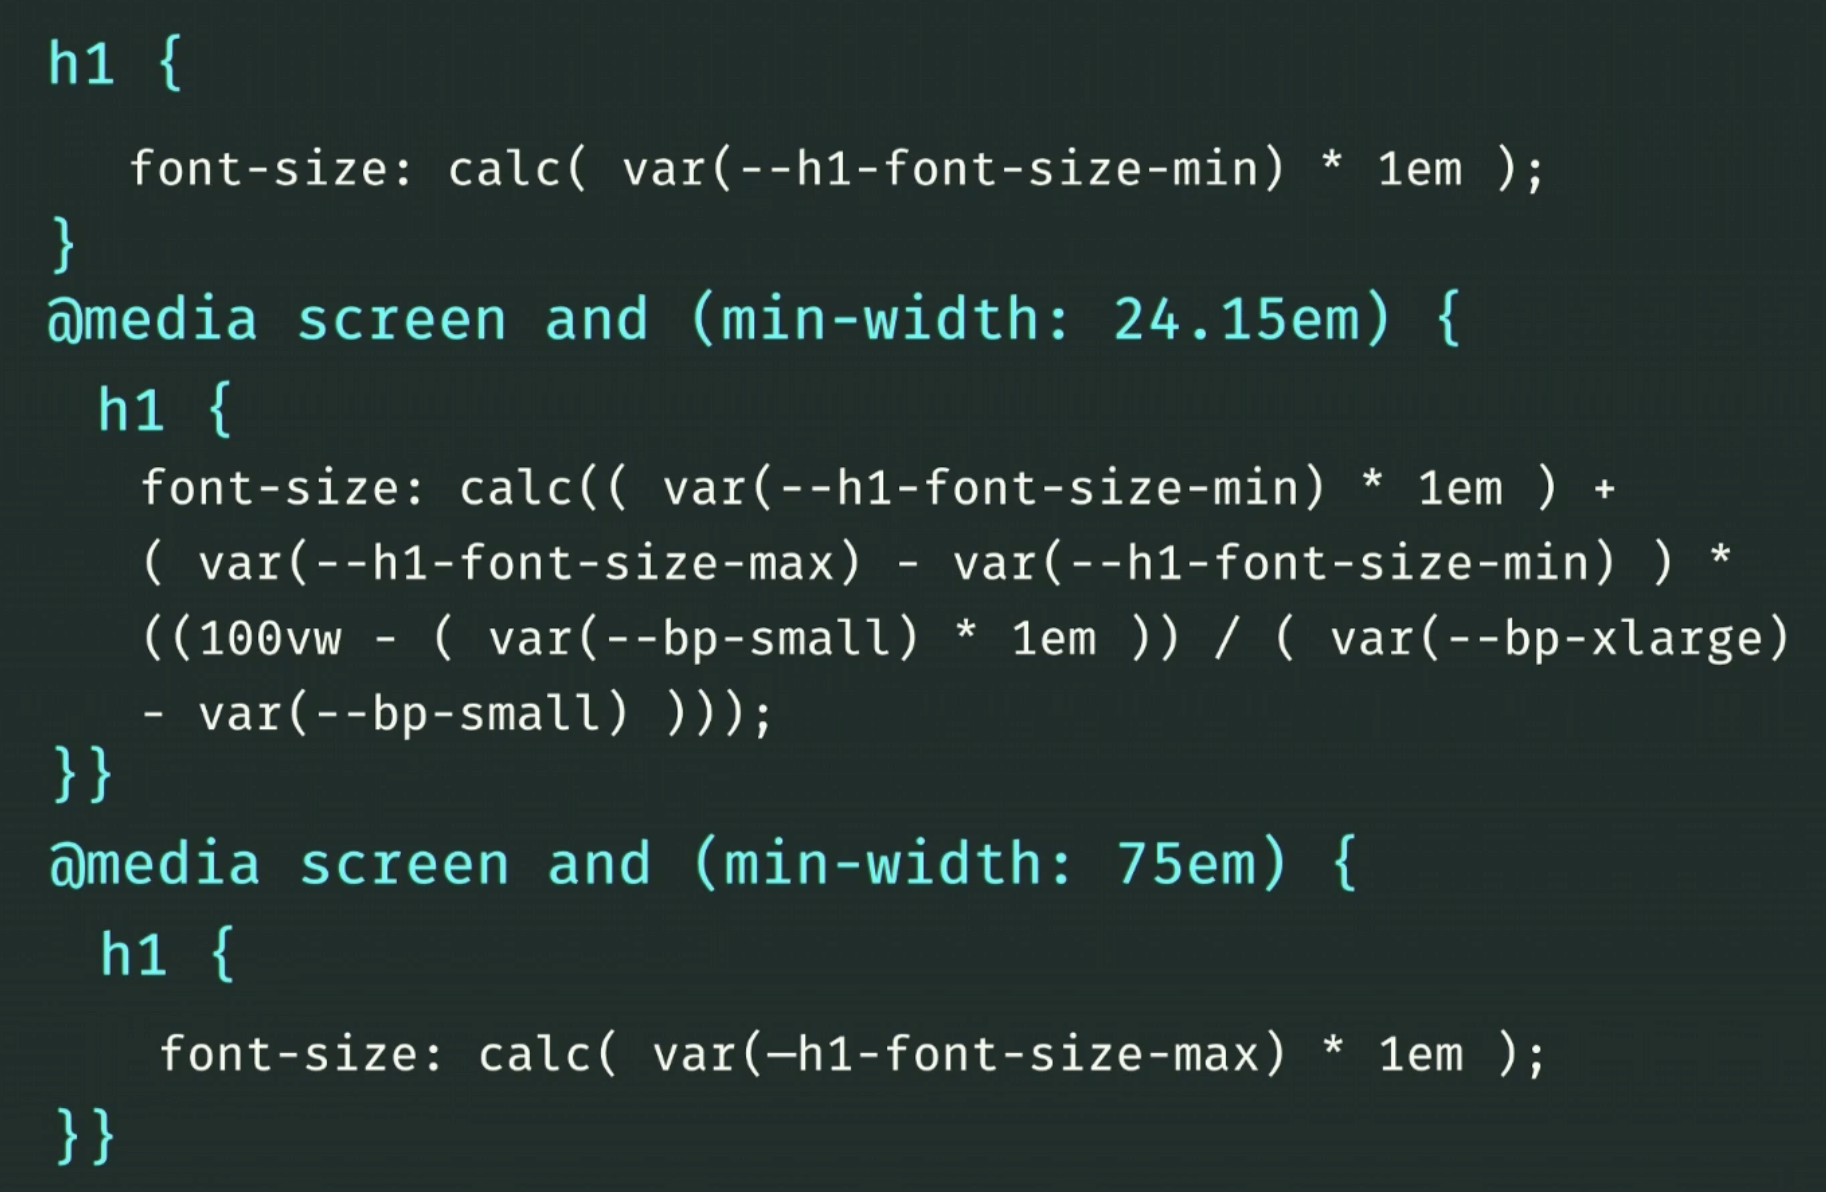 h1 {
font-size: calc( var(--h1-font-size-min) * 1em );
}
@media screen and (min-width: 24.15em) {
h1 {
font-size: calc(( var(--h1-font-size-min) * 1em ) +
( var(--h1-font-size-max) - var(--h1-font-size-min) ) *
((100vw - ( var(--bp-small) * 1em )) / ( var(--bp-xlarge)
- var(--bp-small) )));
}}
@media screen and (min-width: 75em) {
h1 {
font-size: calc( var(—h1-font-size-max) * 1em );
}}